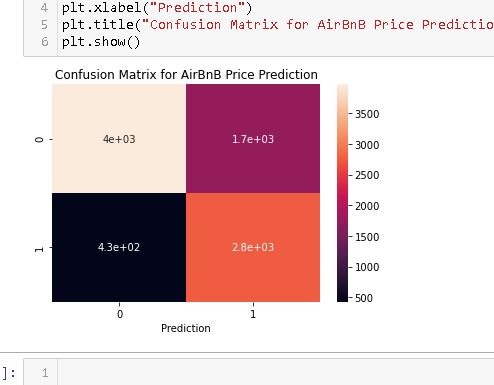 4 plt.xlabel("Prediction")
5 plt.title("Confusion Matrix for AirBnB Price Predictio
6 plt.show()
Confusion Matrix for AirBnB Price Prediction
0 4e+03 1.7e+03
1 4.3e+02 2.8e+03
0 1
Prediction
3500
3000
2500
2000
1500
1000
500
]: 1